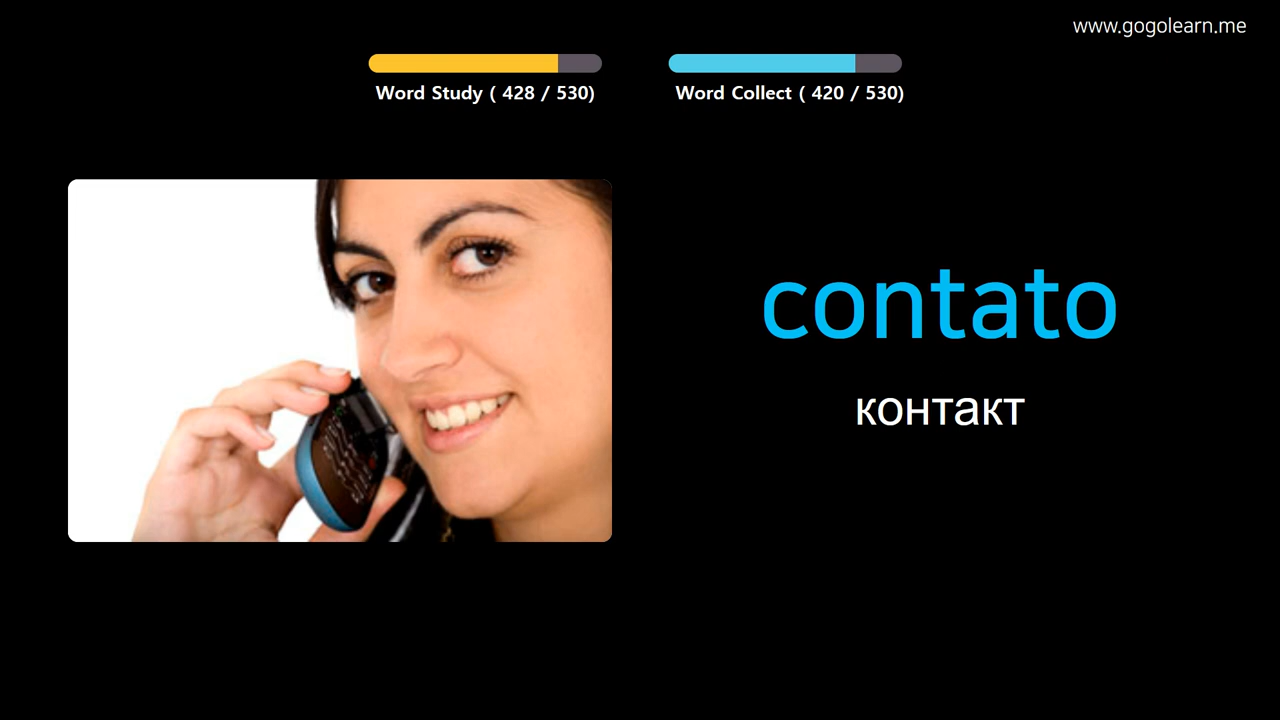 www.gogolearn.me
Word Study ( 428 / 530)
Word Collect ( 420 / 530)
contato
контакт